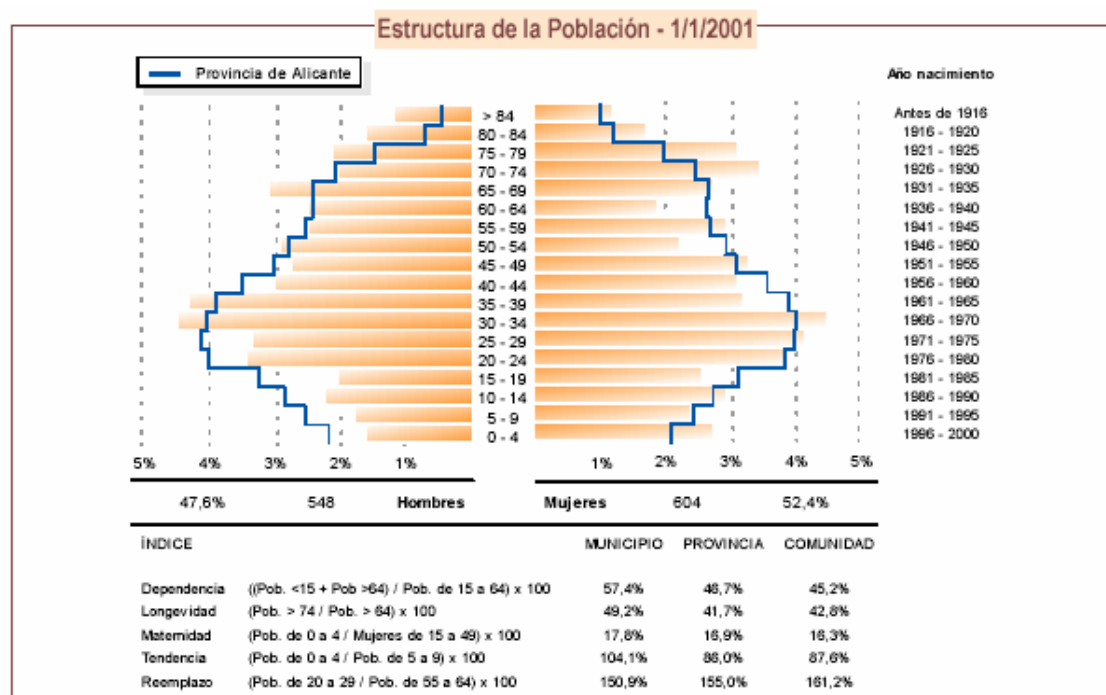 Estructura de la Población - 1/1/2001
Provincia de Alicante
Año nacimiento
> 84 Antes de 1916
80 - 84 1916 - 1920
75 - 79 1921 - 1925
70 - 74 1926 - 1930
65 - 69 1931 - 1935
60 - 64 1936 - 1940
55 - 59 1941 - 1945
50 - 54 1946 - 1950
45 - 49 1951 - 1955
40 - 44 1956 - 1960
35 - 39 1961 - 1965
30 - 34 1966 - 1970
25 - 29 1971 - 1975
20 - 24 1976 - 1980
15 - 19 1981 - 1985
10 - 14 1986 - 1990
5 - 9 1991 - 1995
0 - 4 1996 - 2000
5% 4% 3% 2% 1% 1% 2% 3% 4% 5%
47,6% 548 Hombres Mujeres 604 52,4%
ÍNDICE MUNICIPIO PROVINCIA COMUNIDAD
Dependencia ((Pob. <15 + Pob >64) / Pob. de 15 a 64) x 100 57,4% 46,7% 45,2%
Longevidad (Pob. > 74 / Pob. > 64) x 100 49,2% 41,7% 42,8%
Maternidad (Pob. de 0 a 4 / Mujeres de 15 a 49) x 100 17,8% 16,9% 16,3%
Tendencia (Pob. de 0 a 4 / Pob. de 5 a 9) x 100 104,1% 86,0% 87,6%
Reemplazo (Pob. de 20 a 29 / Pob. de 55 a 64) x 100 150,9% 155,0% 161,2%